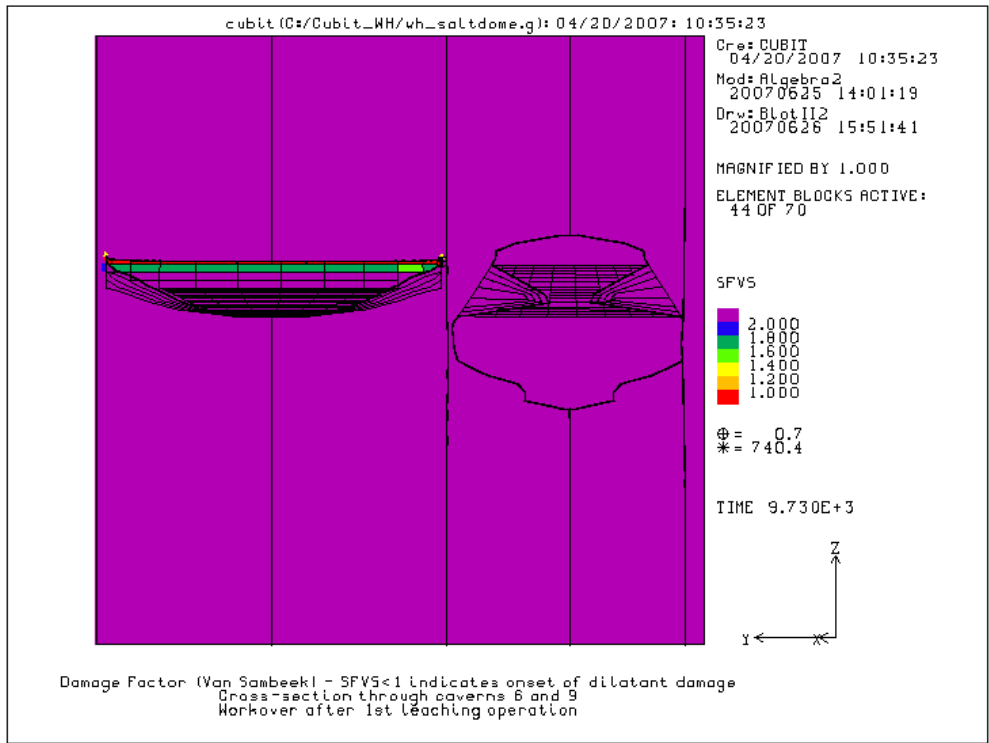 cubit(C:/Cubit_WH/wh_saltdome.g): 04/20/2007: 10:35:23
Cre: CUBIT
04/20/2007 10:35:23
Mod: Algebra2
20070625 14:01:19
Drw: BlotII2
20070626 15:51:41
MAGNIFIED BY 1.000
ELEMENT BLOCKS ACTIVE:
44 OF 70
SFVS
2.000
1.800
1.600
1.400
1.200
1.000
⊕ = 0.7
* = 740.4
TIME 9.730E+3
Z
Y X
Damage Factor (Van Sambeek) - SFVS<1 indicates onset of dilatant damage
Cross-section through caverns 6 and 9
Workover after 1st leaching operation